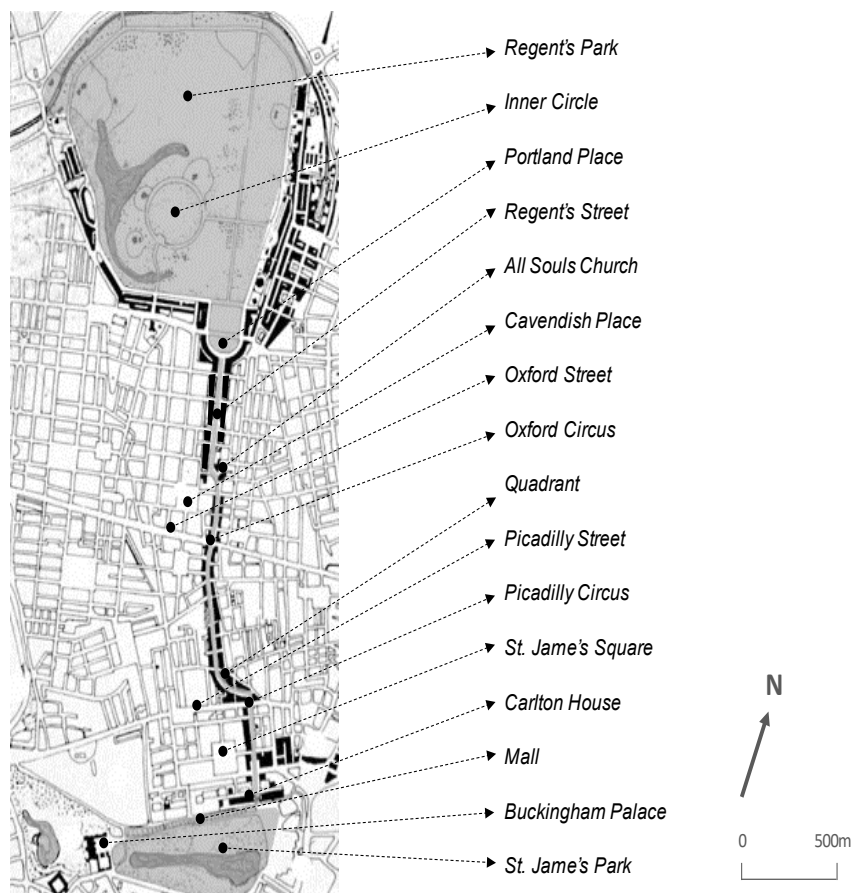 Regent's Park
Inner Circle
Portland Place
Regent's Street
All Souls Church
Cavendish Place
Oxford Street
Oxford Circus
Quadrant
Picadilly Street
Picadilly Circus
St. Jame's Square
Carlton House
Mall
Buckingham Palace
St. Jame's Park
N
0 500m